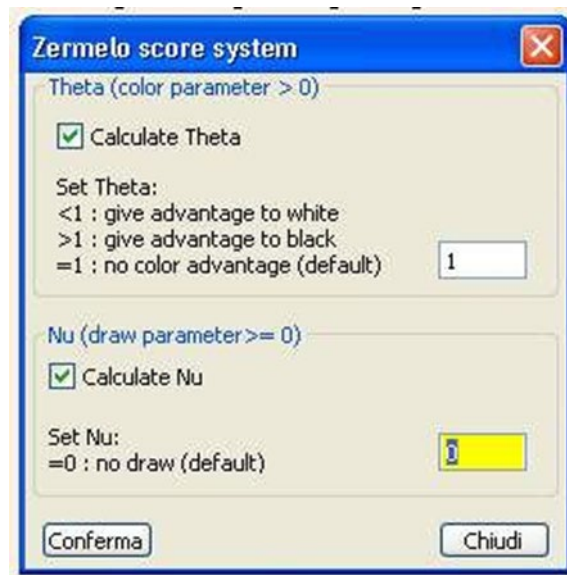 Zermelo score system
Theta (color parameter > 0)
Calculate Theta
Set Theta:
<1 : give advantage to white
>1 : give advantage to black
=1 : no color advantage (default)
1
Nu (draw parameter>= 0)
Calculate Nu
Set Nu:
=0 : no draw (default)
0
Conferma
Chiudi